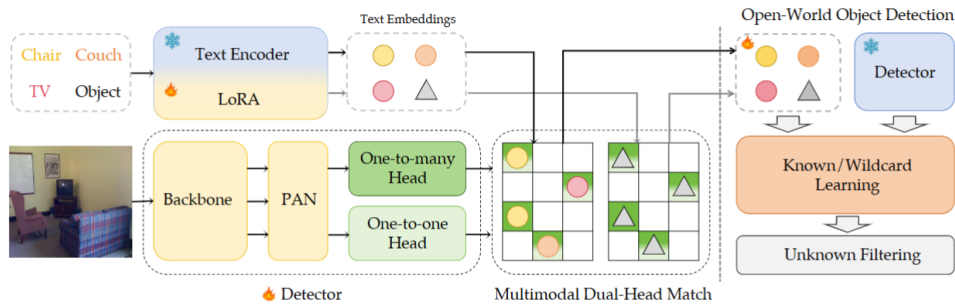 Chair Couch
TV Object
Text Encoder
LoRA
Text Embeddings
Backbone
PAN
One-to-many
Head
One-to-one
Head
Detector
Multimodal Dual-Head Match
Open-World Object Detection
Detector
Known/Wildcard
Learning
Unknown Filtering